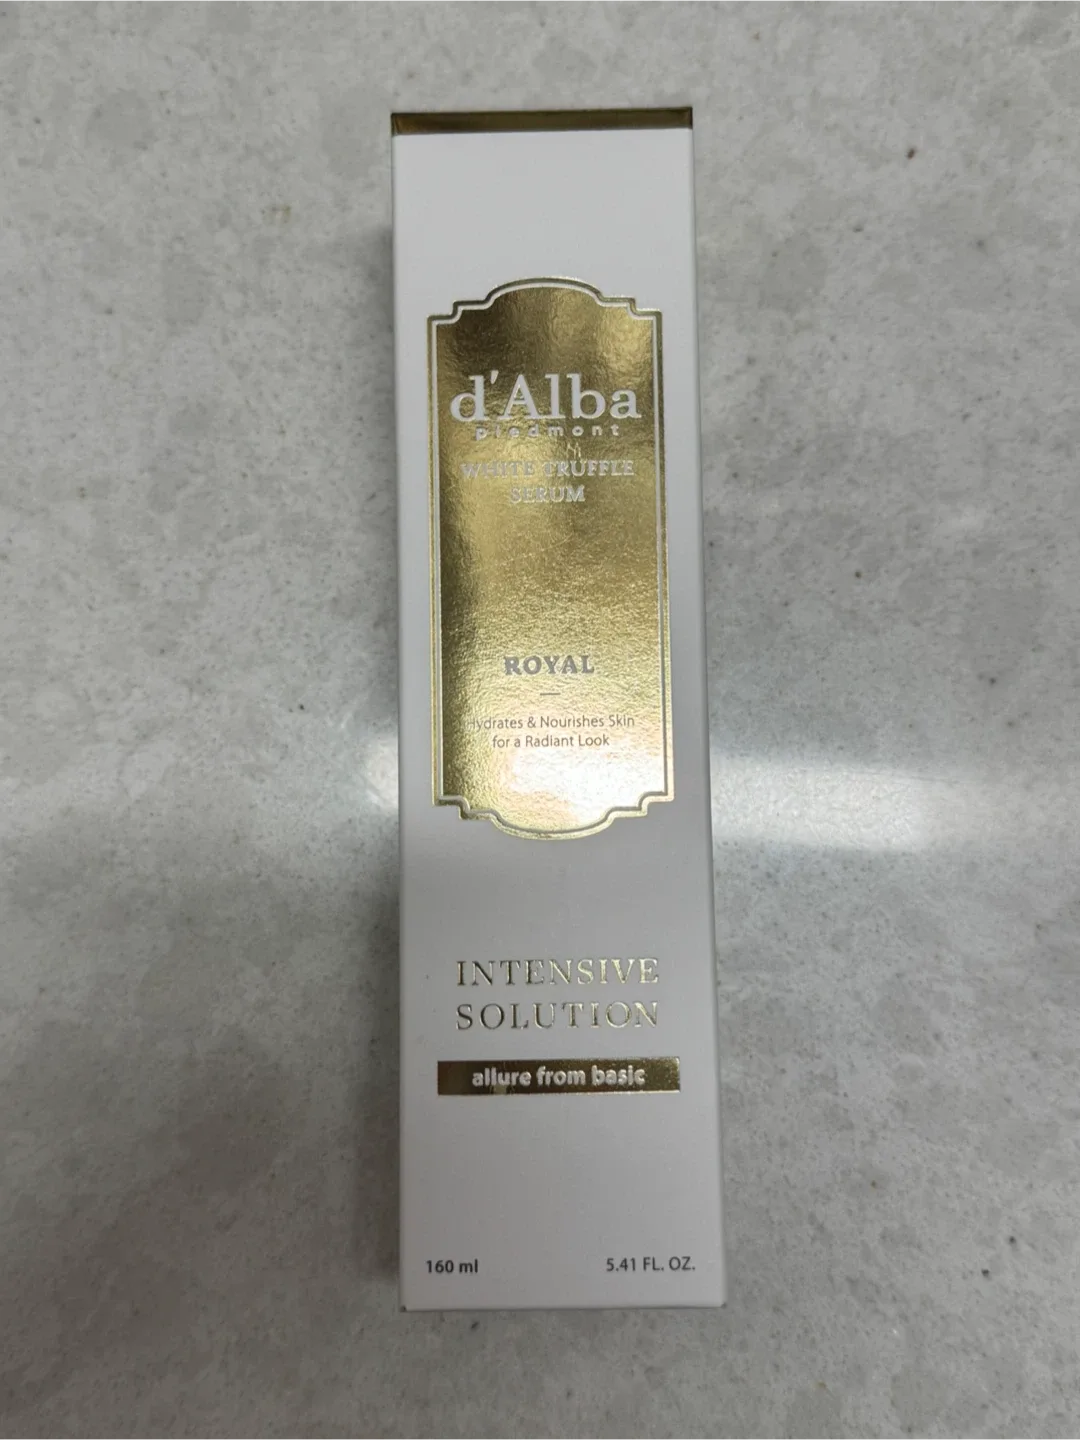 d'Alba
piedmont
WHITE TRUFFLE
SERUM
ROYAL
Hydrates & Nourishes Skin
for a Radiant Look
INTENSIVE
SOLUTION
allure from basic
160 ml
5.41 FL. OZ.